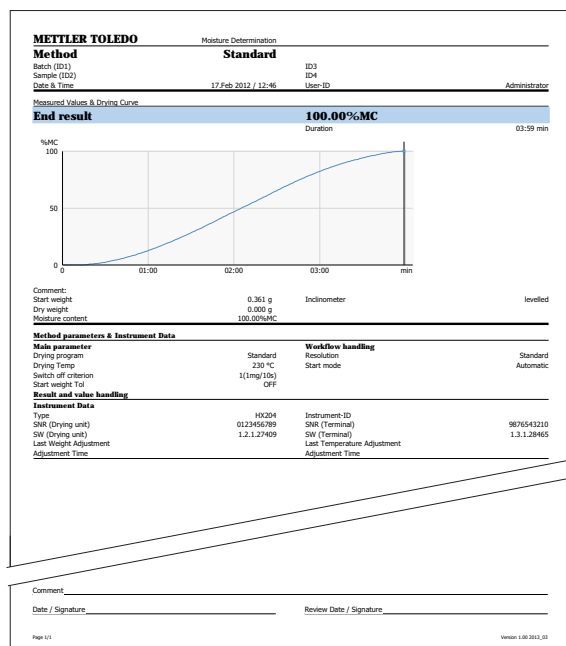 METTLER TOLEDO Moisture Determination
Method Standard
Batch (ID1) ID3
Sample (ID2) ID4
Date & Time 17.Feb 2012 / 12:46 User-ID Administrator
Measured Values & Drying Curve
End result 100.00%MC
Duration 03:59 min
%MC
100
50
0
0 01:00 02:00 03:00 min
Comment:
Start weight 0.361 g Inclinometer levelled
Dry weight 0.000 g
Moisture content 100.00%MC
Method parameters & Instrument Data
Main parameter Workflow handling
Drying program Standard Resolution Standard
Drying Temp 230 °C Start mode Automatic
Switch off criterion 1(1mg/10s)
Start weight Tol OFF
Result and value handling
Instrument Data
Type HX204 Instrument-ID
SNR (Drying unit) 0123456789 SNR (Terminal) 9876543210
SW (Drying unit) 1.2.1.27409 SW (Terminal) 1.3.1.28465
Last Weight Adjustment Last Temperature Adjustment
Adjustment Time Adjustment Time
Comment
Date / Signature Review Date / Signature
Page 1/1 Version 1.00 2013_03